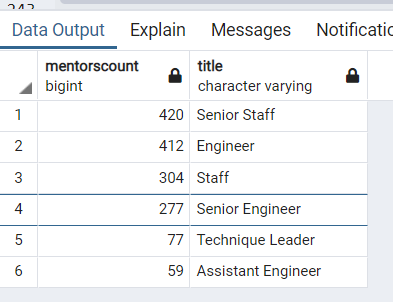 Data Output Explain Messages
mentorscount title
bigint character varying
1 420 Senior Staff
2 412 Engineer
3 304 Staff
4 277 Senior Engineer
5 77 Technique Leader
6 59 Assistant Engineer